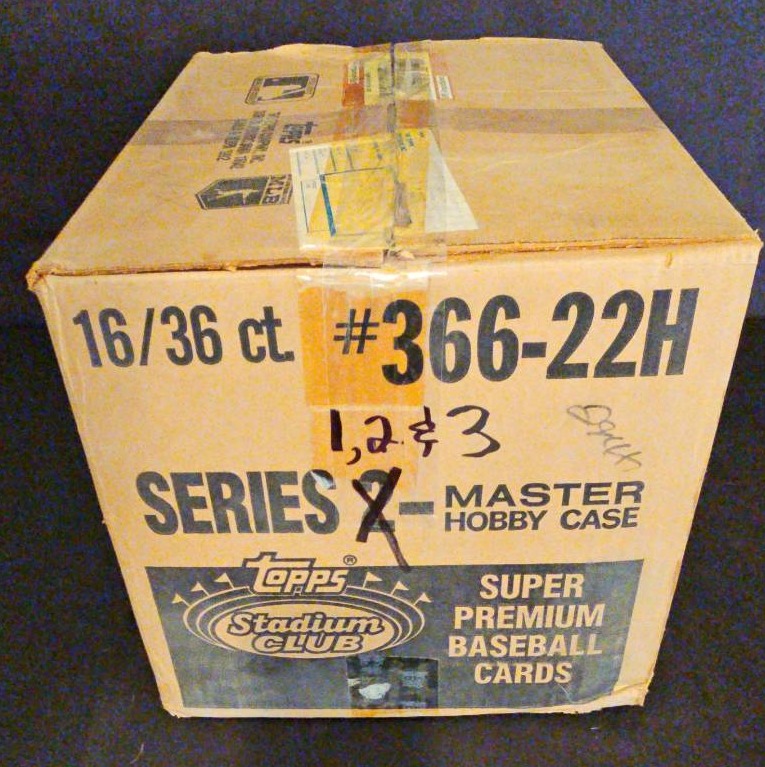 16/36 ct. #366-22H
1,2 & 3
SERIES 2-
MASTER
HOBBY CASE
topps®
Stadium
CLUB
SUPER
PREMIUM
BASEBALL
CARDS